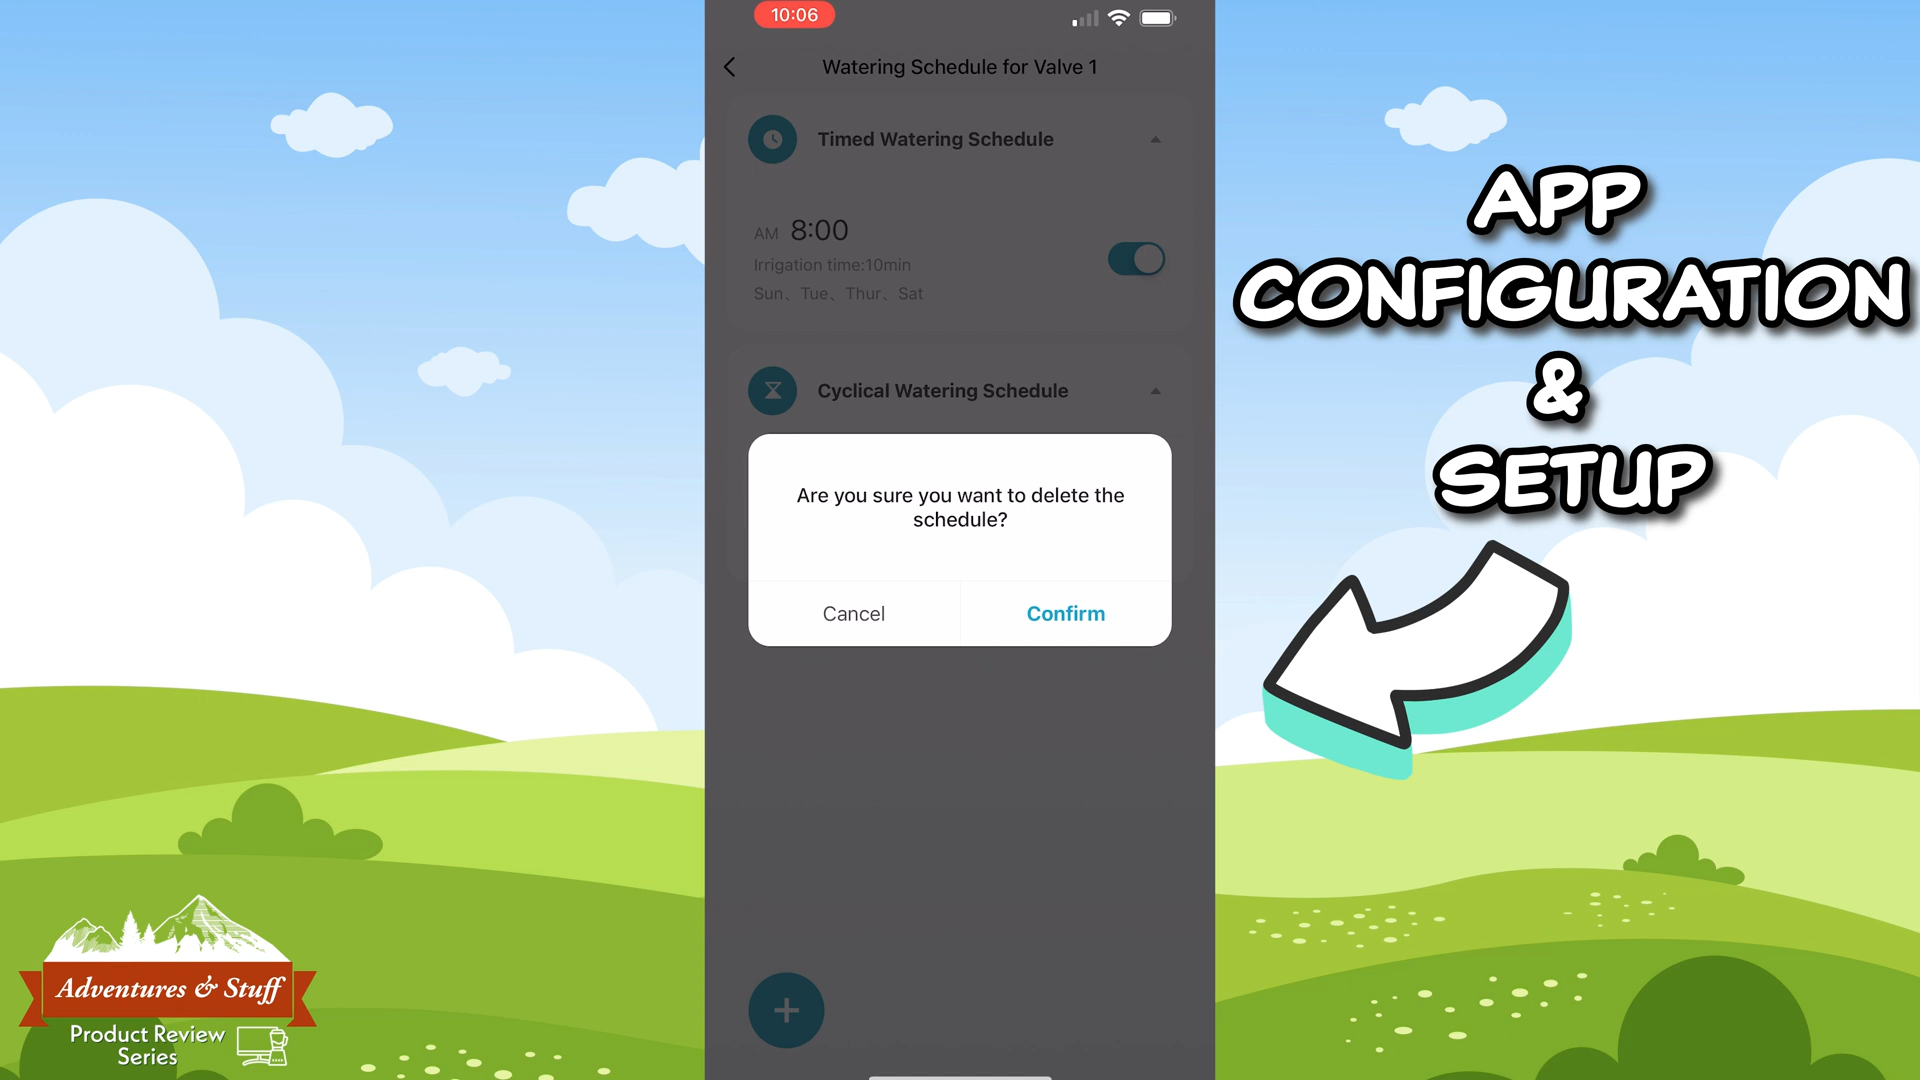 10:06
Watering Schedule for Valve 1
Timed Watering Schedule
AM 8:00
Irrigation time:10min
Sun、Tue、Thur、Sat
Cyclical Watering Schedule
Are you sure you want to delete the
schedule?
Cancel
Confirm
APP
CONFIGURATION
&
SETUP
Adventures & Stuff
Product Review
Series